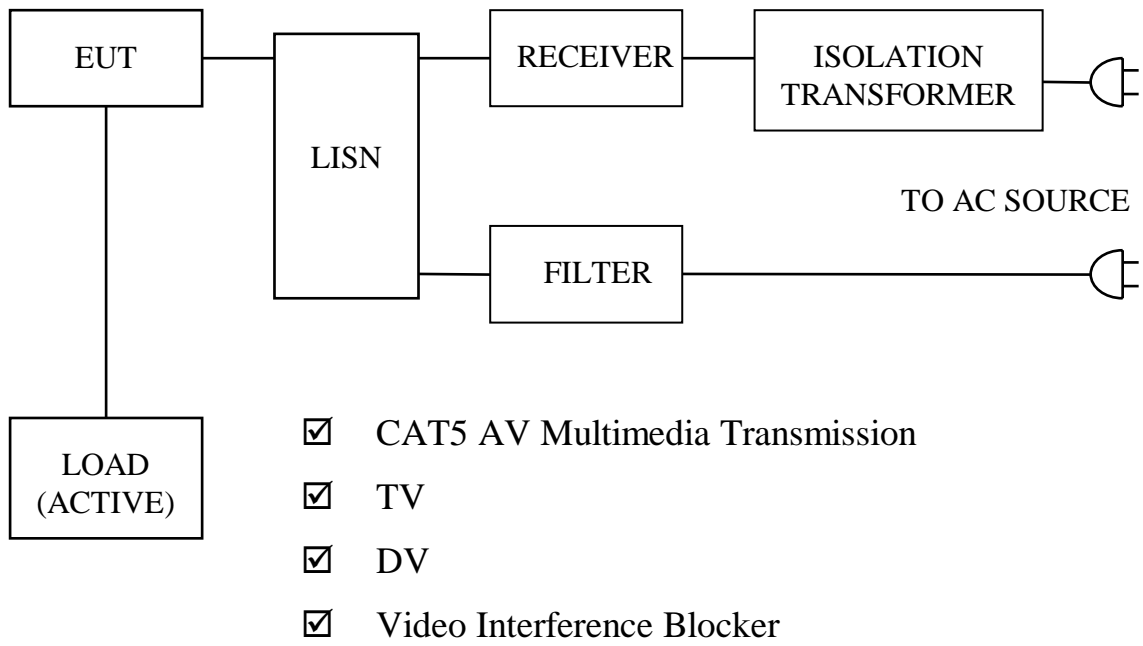 EUT
LISN
RECEIVER
ISOLATION
TRANSFORMER
TO AC SOURCE
FILTER
LOAD
(ACTIVE)
☑ CAT5 AV Multimedia Transmission
☑ TV
☑ DV
☑ Video Interference Blocker